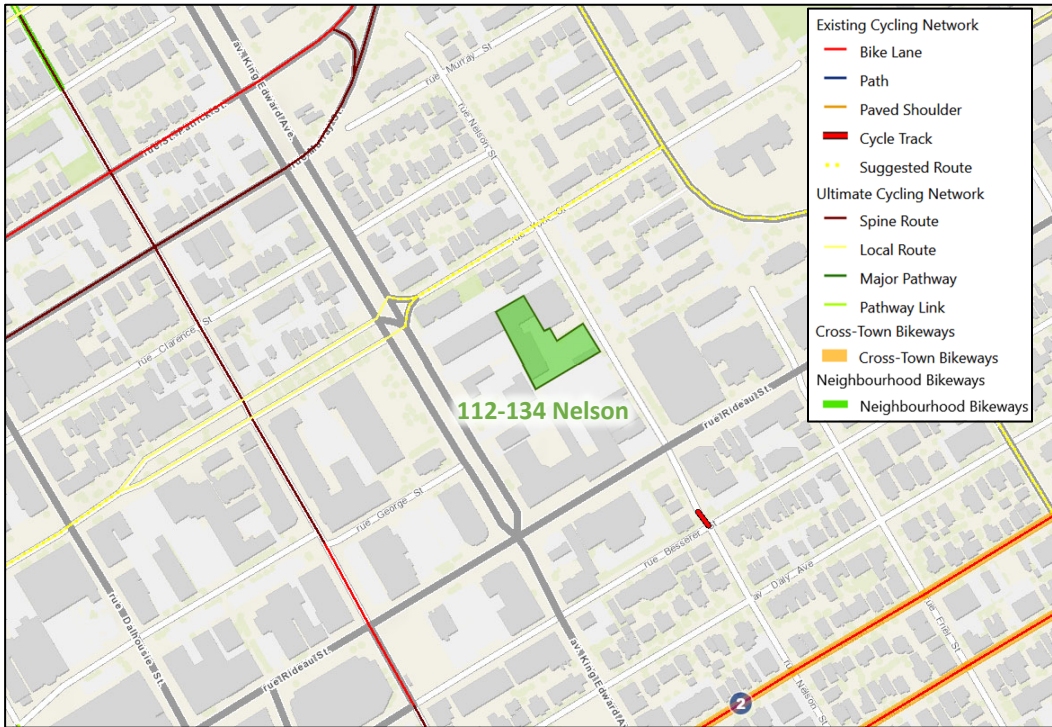 Existing Cycling Network
Bike Lane
Path
Paved Shoulder
Cycle Track
Suggested Route
Ultimate Cycling Network
Spine Route
Local Route
Major Pathway
Pathway Link
Cross-Town Bikeways
Cross-Town Bikeways
Neighbourhood Bikeways
Neighbourhood Bikeways
av. King Edward Ave.
rue Murray St
rue Nelson St
rue St. Patrick St.
rue Clarence St
112-134 Nelson
rue Rideau St.
rue George St
rue Besserer St
av Daly Ave
rue Dalhousie St.
rue Rideau St.
av. King Edward Av
rue Nelson St
rue Friel St
2